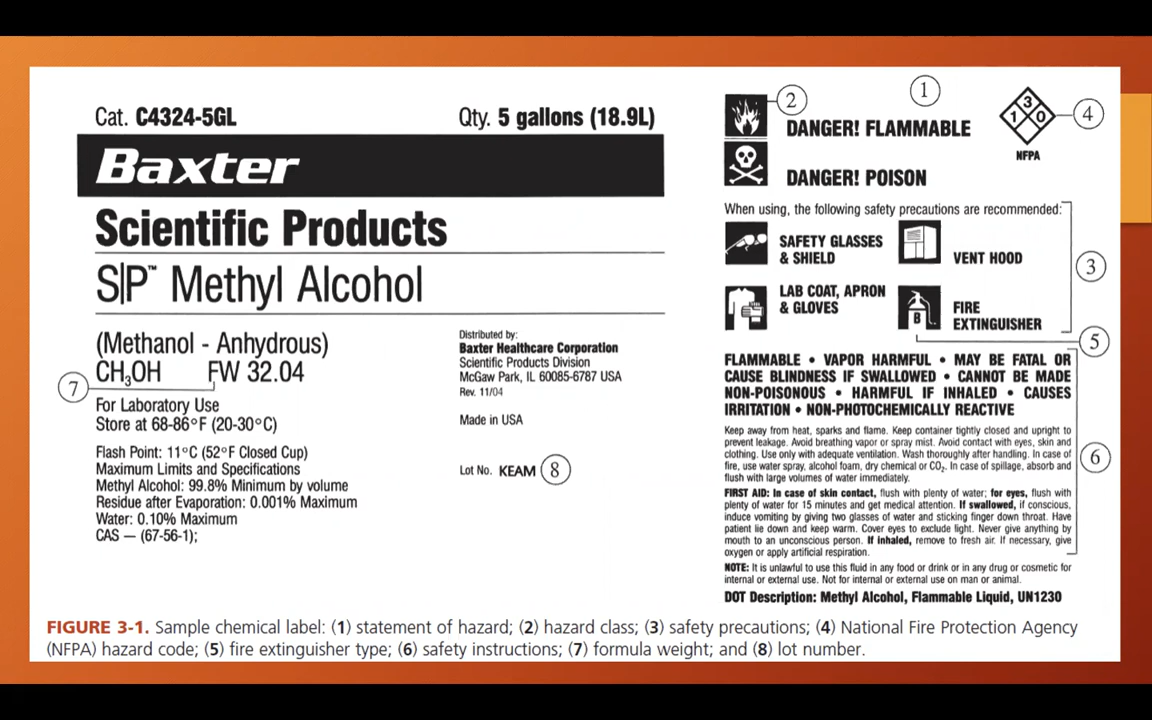 Cat. C4324-5GL
Qty. 5 gallons (18.9L)
Baxter
Scientific Products
S|P™ Methyl Alcohol
(Methanol - Anhydrous)
CH₃OH FW 32.04
7
For Laboratory Use
Store at 68-86°F (20-30°C)
Flash Point: 11°C (52°F Closed Cup)
Maximum Limits and Specifications
Methyl Alcohol: 99.8% Minimum by volume
Residue after Evaporation: 0.001% Maximum
Water: 0.10% Maximum
CAS — (67-56-1);
Distributed by:
Baxter Healthcare Corporation
Scientific Products Division
McGaw Park, IL 60085-6787 USA
Rev. 11/04
Made in USA
Lot No. KEAM 8
1
2
DANGER! FLAMMABLE
3
1 0
NFPA
4
DANGER! POISON
When using, the following safety precautions are recommended:
SAFETY GLASSES
& SHIELD
VENT HOOD
3
LAB COAT, APRON
& GLOVES
B
FIRE
EXTINGUISHER
5
FLAMMABLE • VAPOR HARMFUL • MAY BE FATAL OR
CAUSE BLINDNESS IF SWALLOWED • CANNOT BE MADE
NON-POISONOUS • HARMFUL IF INHALED • CAUSES
IRRITATION • NON-PHOTOCHEMICALLY REACTIVE
Keep away from heat, sparks and flame. Keep container tightly closed and upright to
prevent leakage. Avoid breathing vapor or spray mist. Avoid contact with eyes, skin and
clothing. Use only with adequate ventilation. Wash thoroughly after handling. In case of
fire, use water spray, alcohol foam, dry chemical or CO₂. In case of spillage, absorb and
flush with large volumes of water immediately.
6
FIRST AID: In case of skin contact, flush with plenty of water; for eyes, flush with
plenty of water for 15 minutes and get medical attention. If swallowed, if conscious,
induce vomiting by giving two glasses of water and sticking finger down throat. Have
patient lie down and keep warm. Cover eyes to exclude light. Never give anything by
mouth to an unconscious person. If inhaled, remove to fresh air. If necessary, give
oxygen or apply artificial respiration.
NOTE: It is unlawful to use this fluid in any food or drink or in any drug or cosmetic for
internal or external use. Not for internal or external use on man or animal.
DOT Description: Methyl Alcohol, Flammable Liquid, UN1230
FIGURE 3-1. Sample chemical label: (1) statement of hazard; (2) hazard class; (3) safety precautions; (4) National Fire Protection Agency
(NFPA) hazard code; (5) fire extinguisher type; (6) safety instructions; (7) formula weight; and (8) lot number.